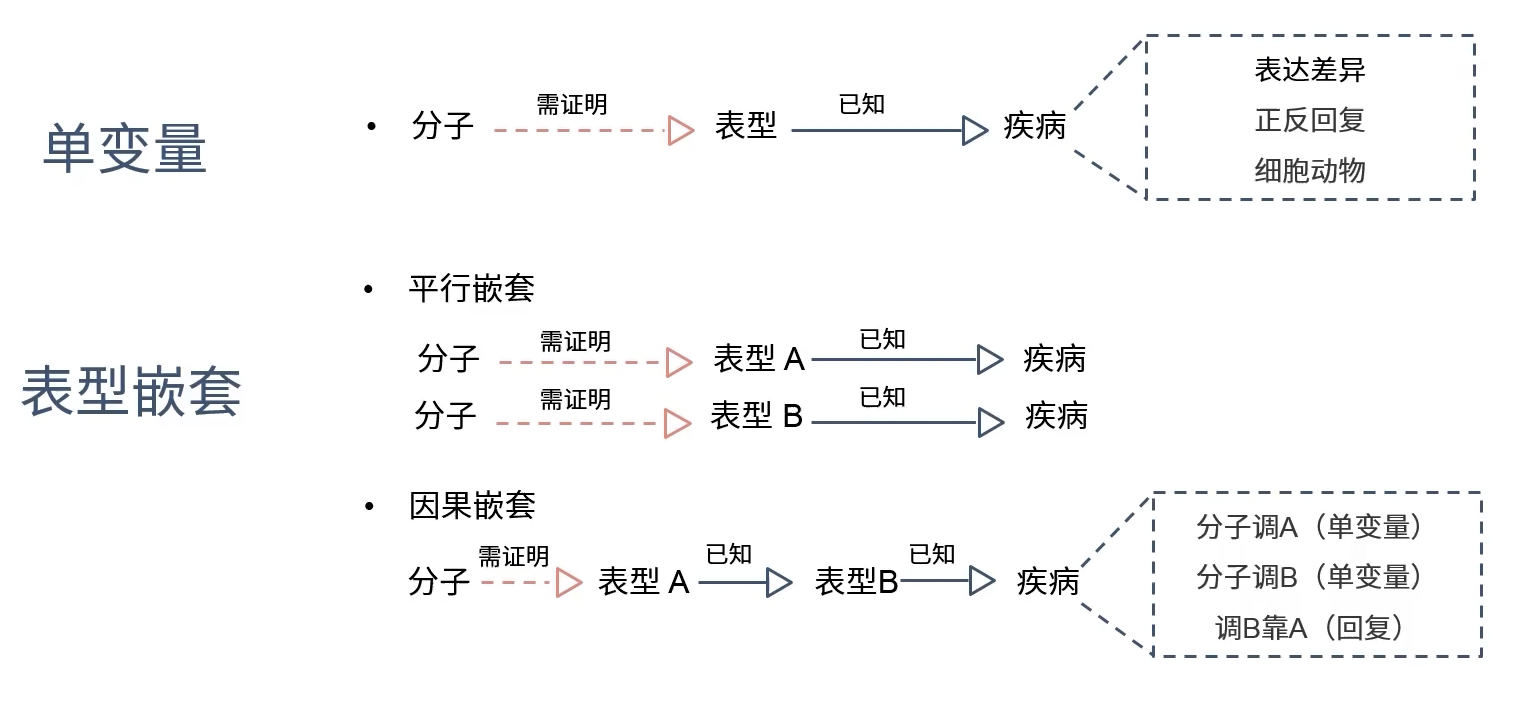 单变量
• 分子 需证明 表型 已知 疾病
表达差异
正反回复
细胞动物
表型嵌套
• 平行嵌套
分子 需证明 表型 A 已知 疾病
分子 需证明 表型 B 已知 疾病
• 因果嵌套
分子 需证明 表型 A 已知 表型B 已知 疾病
分子调A（单变量）
分子调B（单变量）
调B靠A（回复）